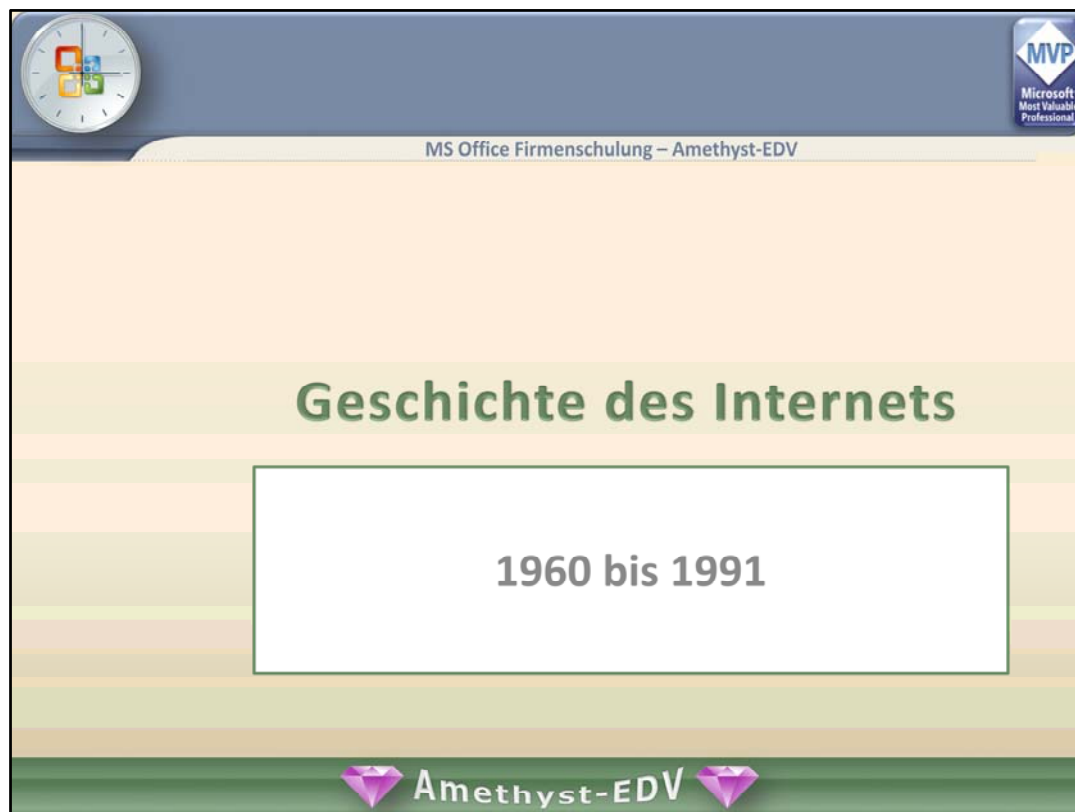 MVP
Microsoft
Most Valuable
Professional
MS Office Firmenschulung – Amethyst-EDV
Geschichte des Internets
1960 bis 1991
Amethyst-EDV